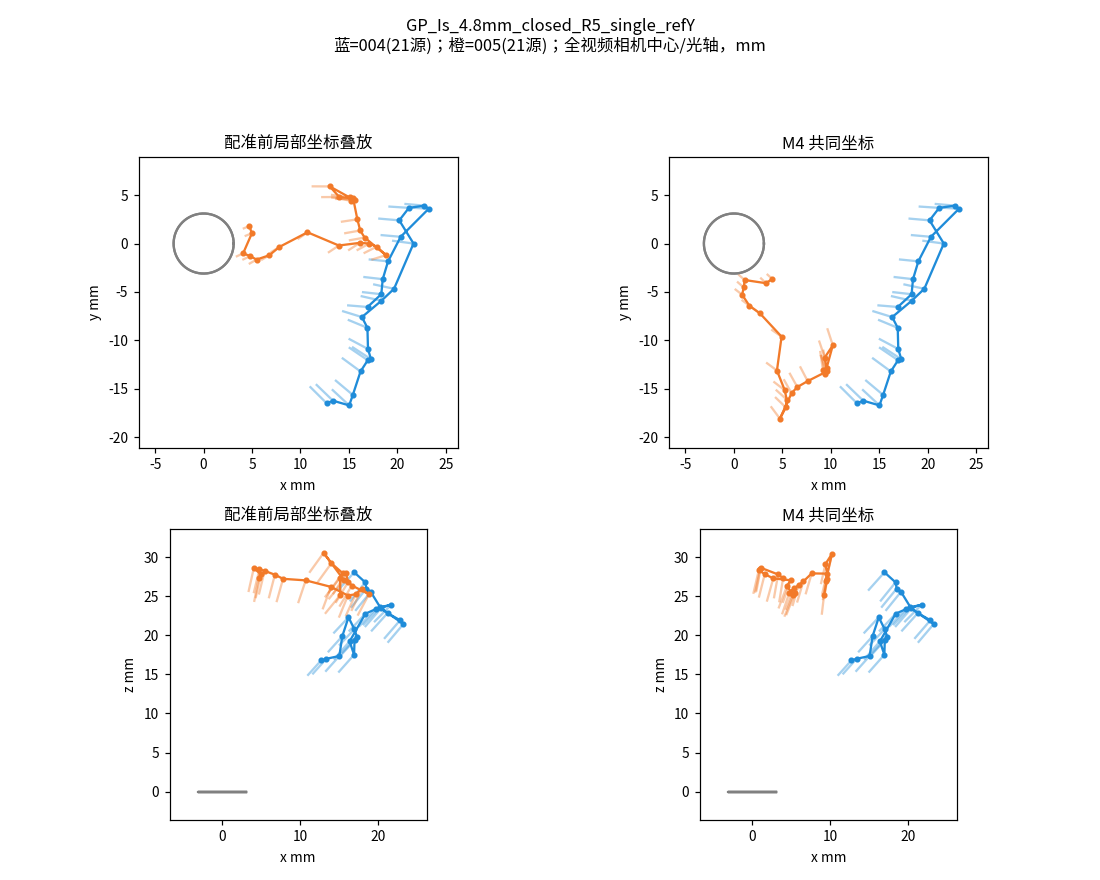 GP_Is_4.8mm_closed_R5_single_refY
蓝=004(21源)；橙=005(21源)；全视频相机中心/光轴，mm
配准前局部坐标叠放
M4 共同坐标
5
0
-5
-10
-15
-20
y mm
-5 0 5 10 15 20 25
x mm
5
0
-5
-10
-15
-20
y mm
-5 0 5 10 15 20 25
x mm
配准前局部坐标叠放
M4 共同坐标
30
25
20
15
10
5
0
z mm
0 10 20
x mm
30
25
20
15
10
5
0
z mm
0 10 20
x mm